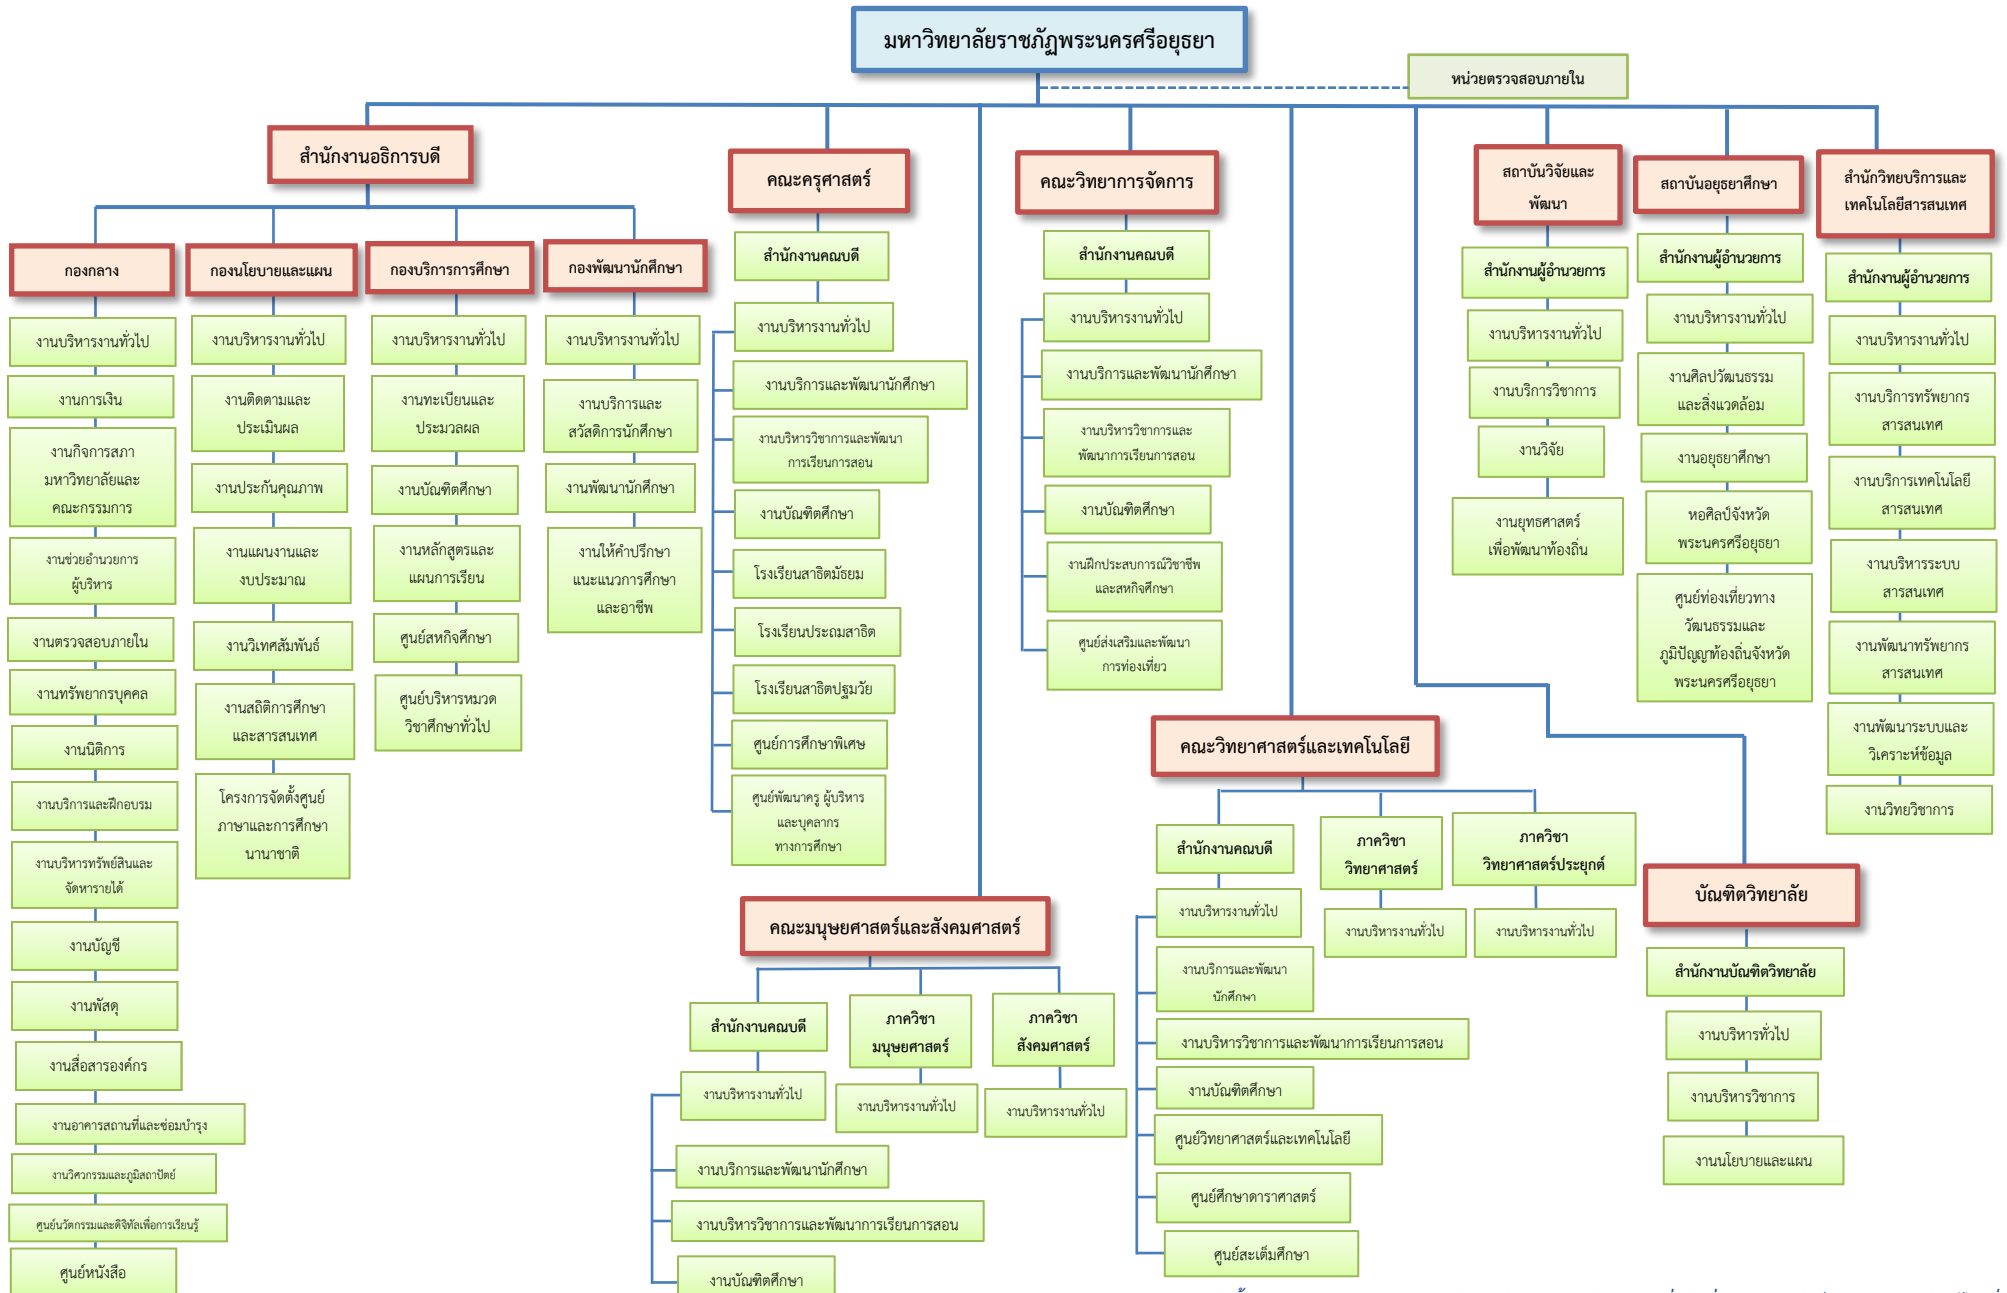 มหาวิทยาลัยราชภัฏพระนครศรีอยุธยา
หน่วยตรวจสอบภายใน
สำนักงานอธิการบดี
กองกลาง
งานบริหารงานทั่วไป
งานการเงิน
งานกิจการสภา
มหาวิทยาลัยและ
คณะกรรมการ
งานช่วยอำนวยการ
ผู้บริหาร
งานตรวจสอบภายใน
งานทรัพยากรบุคคล
งานนิติการ
งานบริการและฝึกอบรม
งานบริหารทรัพย์สินและ
จัดหารายได้
งานบัญชี
งานพัสดุ
งานสื่อสารองค์กร
งานอาคารสถานที่และซ่อมบำรุง
งานวิศวกรรมและภูมิสถาปัตย์
ศูนย์นวัตกรรมและดิจิทัลเพื่อการเรียนรู้
ศูนย์หนังสือ
กองนโยบายและแผน
งานบริหารงานทั่วไป
งานติดตามและ
ประเมินผล
งานประกันคุณภาพ
งานแผนงานและ
งบประมาณ
งานวิเทศสัมพันธ์
งานสถิติการศึกษา
และสารสนเทศ
โครงการจัดตั้งศูนย์
ภาษาและการศึกษา
นานาชาติ
กองบริการการศึกษา
งานบริหารงานทั่วไป
งานทะเบียนและ
ประมวลผล
งานบัณฑิตศึกษา
งานหลักสูตรและ
แผนการเรียน
ศูนย์สหกิจศึกษา
ศูนย์บริหารหมวด
วิชาศึกษาทั่วไป
กองพัฒนานักศึกษา
งานบริหารงานทั่วไป
งานบริการและ
สวัสดิการนักศึกษา
งานพัฒนานักศึกษา
งานให้คำปรึกษา
แนะแนวการศึกษา
และอาชีพ
คณะครุศาสตร์
สำนักงานคณบดี
งานบริหารงานทั่วไป
งานบริการและพัฒนานักศึกษา
งานบริหารวิชาการและพัฒนา
การเรียนการสอน
งานบัณฑิตศึกษา
โรงเรียนสาธิตมัธยม
โรงเรียนประถมสาธิต
โรงเรียนสาธิตปฐมวัย
ศูนย์การศึกษาพิเศษ
ศูนย์พัฒนาครู ผู้บริหาร
และบุคลากร
ทางการศึกษา
คณะมนุษยศาสตร์และสังคมศาสตร์
สำนักงานคณบดี
งานบริหารงานทั่วไป
งานบริการและพัฒนานักศึกษา
งานบริหารวิชาการและพัฒนาการเรียนการสอน
งานบัณฑิตศึกษา
ภาควิชา
มนุษยศาสตร์
งานบริหารงานทั่วไป
ภาควิชา
สังคมศาสตร์
งานบริหารงานทั่วไป
คณะวิทยาการจัดการ
สำนักงานคณบดี
งานบริหารงานทั่วไป
งานบริการและพัฒนานักศึกษา
งานบริหารวิชาการและ
พัฒนาการเรียนการสอน
งานบัณฑิตศึกษา
งานฝึกประสบการณ์วิชาชีพ
และสหกิจศึกษา
ศูนย์ส่งเสริมและพัฒนา
การท่องเที่ยว
คณะวิทยาศาสตร์และเทคโนโลยี
สำนักงานคณบดี
งานบริหารงานทั่วไป
งานบริการและพัฒนา
นักศึกษา
งานบริหารวิชาการและพัฒนาการเรียนการสอน
งานบัณฑิตศึกษา
ศูนย์วิทยาศาสตร์และเทคโนโลยี
ศูนย์ศึกษาดาราศาสตร์
ศูนย์สะเต็มศึกษา
ภาควิชา
วิทยาศาสตร์
งานบริหารงานทั่วไป
ภาควิชา
วิทยาศาสตร์ประยุกต์
งานบริหารงานทั่วไป
บัณฑิตวิทยาลัย
สำนักงานบัณฑิตวิทยาลัย
งานบริหารทั่วไป
งานบริหารวิชาการ
งานนโยบายและแผน
สถาบันวิจัยและ
พัฒนา
สำนักงานผู้อำนวยการ
งานบริหารงานทั่วไป
งานบริการวิชาการ
งานวิจัย
งานยุทธศาสตร์
เพื่อพัฒนาท้องถิ่น
สถาบันอยุธยาศึกษา
สำนักงานผู้อำนวยการ
งานบริหารงานทั่วไป
งานศิลปวัฒนธรรม
และสิ่งแวดล้อม
งานอยุธยาศึกษา
หอศิลป์จังหวัด
พระนครศรีอยุธยา
ศูนย์ท่องเที่ยวทาง
วัฒนธรรมและ
ภูมิปัญญาท้องถิ่นจังหวัด
พระนครศรีอยุธยา
สำนักวิทยบริการและ
เทคโนโลยีสารสนเทศ
สำนักงานผู้อำนวยการ
งานบริหารงานทั่วไป
งานบริการทรัพยากร
สารสนเทศ
งานบริการเทคโนโลยี
สารสนเทศ
งานบริหารระบบ
สารสนเทศ
งานพัฒนาทรัพยากร
สารสนเทศ
งานพัฒนาระบบและ
วิเคราะห์ข้อมูล
งานวิทยวิชาการ